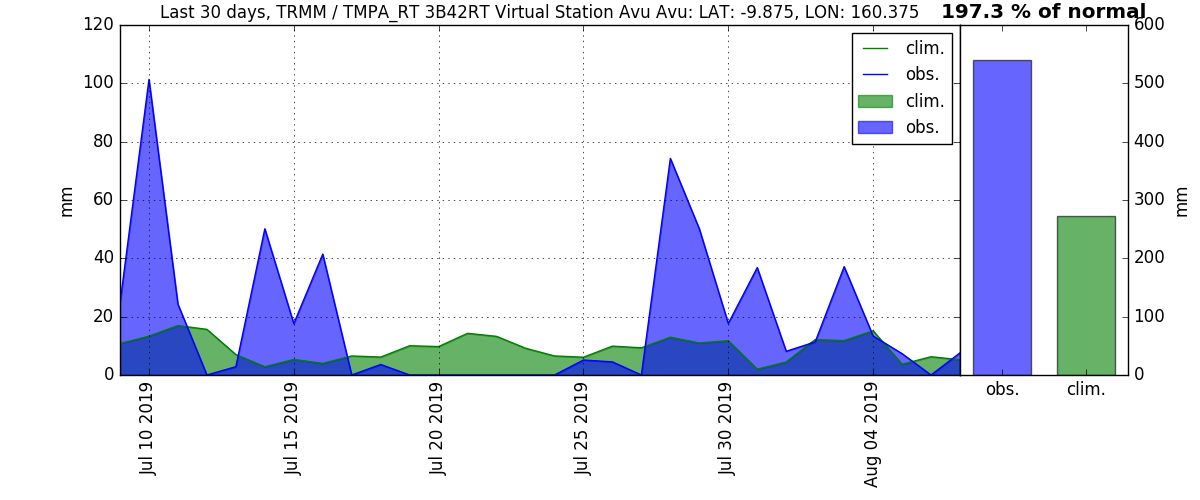 Last 30 days, TRMM / TMPA_RT 3B42RT Virtual Station Avu Avu: LAT: -9.875, LON: 160.375
197.3 % of normal
120
100
80
60
40
20
0
mm
clim.
obs.
clim.
obs.
Jul 10 2019
Jul 15 2019
Jul 20 2019
Jul 25 2019
Jul 30 2019
Aug 04 2019
600
500
400
300
200
100
0
mm
obs.
clim.